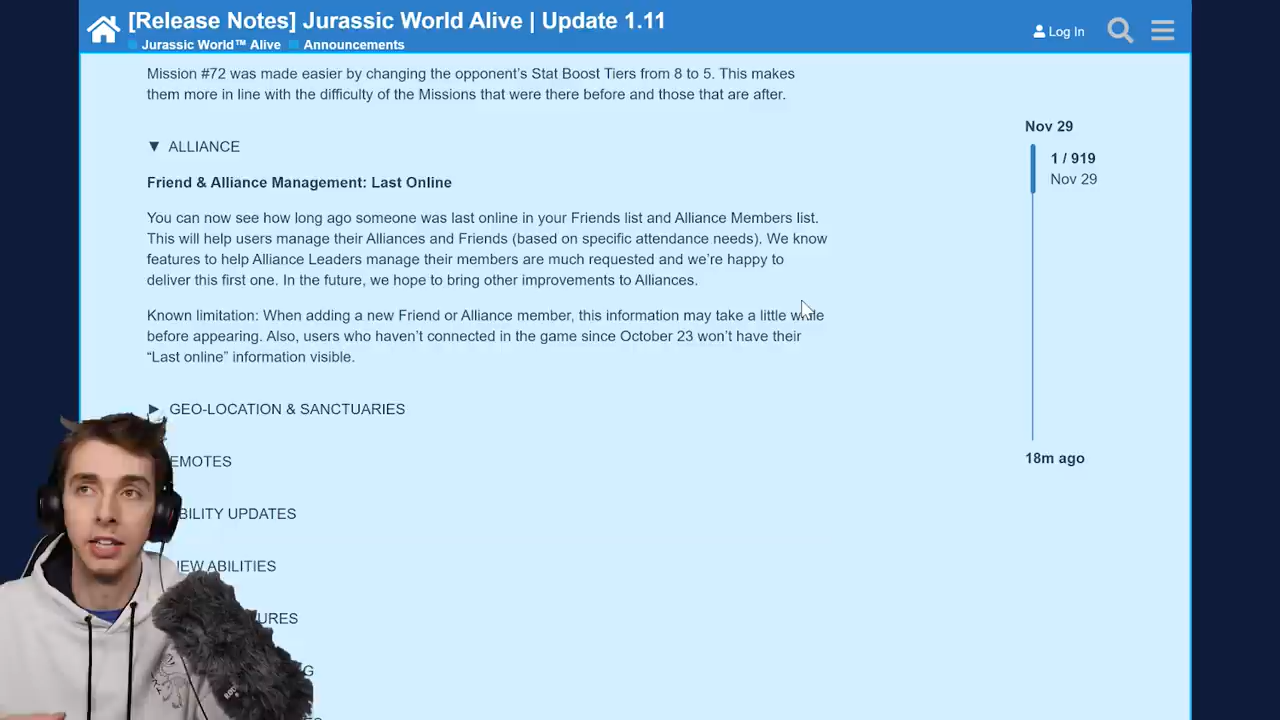 [Release Notes] Jurassic World Alive | Update 1.11
Jurassic World™ Alive Announcements
Log In
Mission #72 was made easier by changing the opponent's Stat Boost Tiers from 8 to 5. This makes
them more in line with the difficulty of the Missions that were there before and those that are after.
▼ ALLIANCE
Friend & Alliance Management: Last Online
You can now see how long ago someone was last online in your Friends list and Alliance Members list.
This will help users manage their Alliances and Friends (based on specific attendance needs). We know
features to help Alliance Leaders manage their members are much requested and we're happy to
deliver this first one. In the future, we hope to bring other improvements to Alliances.
Known limitation: When adding a new Friend or Alliance member, this information may take a little while
before appearing. Also, users who haven't connected in the game since October 23 won't have their
“Last online” information visible.
▶ GEO-LOCATION & SANCTUARIES
EMOTES
BILITY UPDATES
EW ABILITIES
URES
G
Nov 29
1 / 919
Nov 29
18m ago